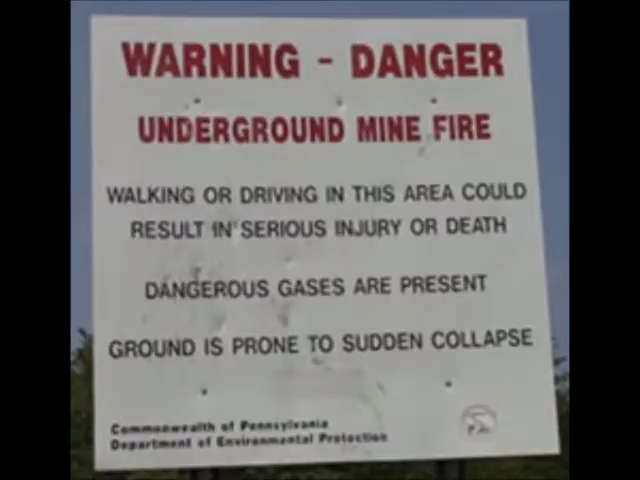 WARNING - DANGER
UNDERGROUND MINE FIRE
WALKING OR DRIVING IN THIS AREA COULD
RESULT IN SERIOUS INJURY OR DEATH
DANGEROUS GASES ARE PRESENT
GROUND IS PRONE TO SUDDEN COLLAPSE
Commonwealth of Pennsylvania
Department of Environmental Protection